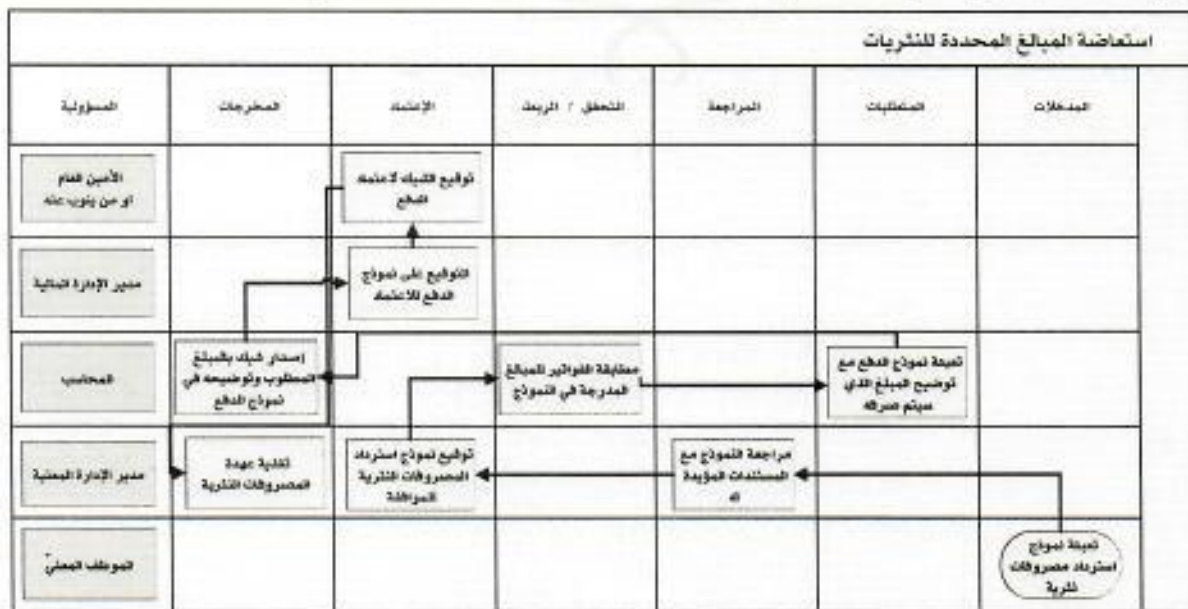 استعاضة المبالغ المحددة للنثريات
المدخلات
المتطلبات
المراجعة
التحقق / الربط
الإعتماد
المخرجات
المسؤولية
توقيع الشيك لاعتماد
الدفع
الأمين العام
او من ينوب عنه
التوقيع على نموذج
الدفع للاعتماد
مدير الإدارة المالية
تعبئة نموذج الدفع مع
توضيح المبلغ الذي
سيتم صرفه
مطابقة الفواتير للمبالغ
المدرجة في النموذج
إصدار شيك بالمبلغ
المطلوب وتوضيحه في
نموذج الدفع
المحاسب
مراجعة النموذج مع
المستندات المؤيدة
له
توقيع نموذج استرداد
المصروفات النثرية
الموافقة
تغذية عهدة
المصروفات النثرية
مدير الإدارة المعنية
تعبئة نموذج
استرداد مصروفات
نثرية
الموظف المعني